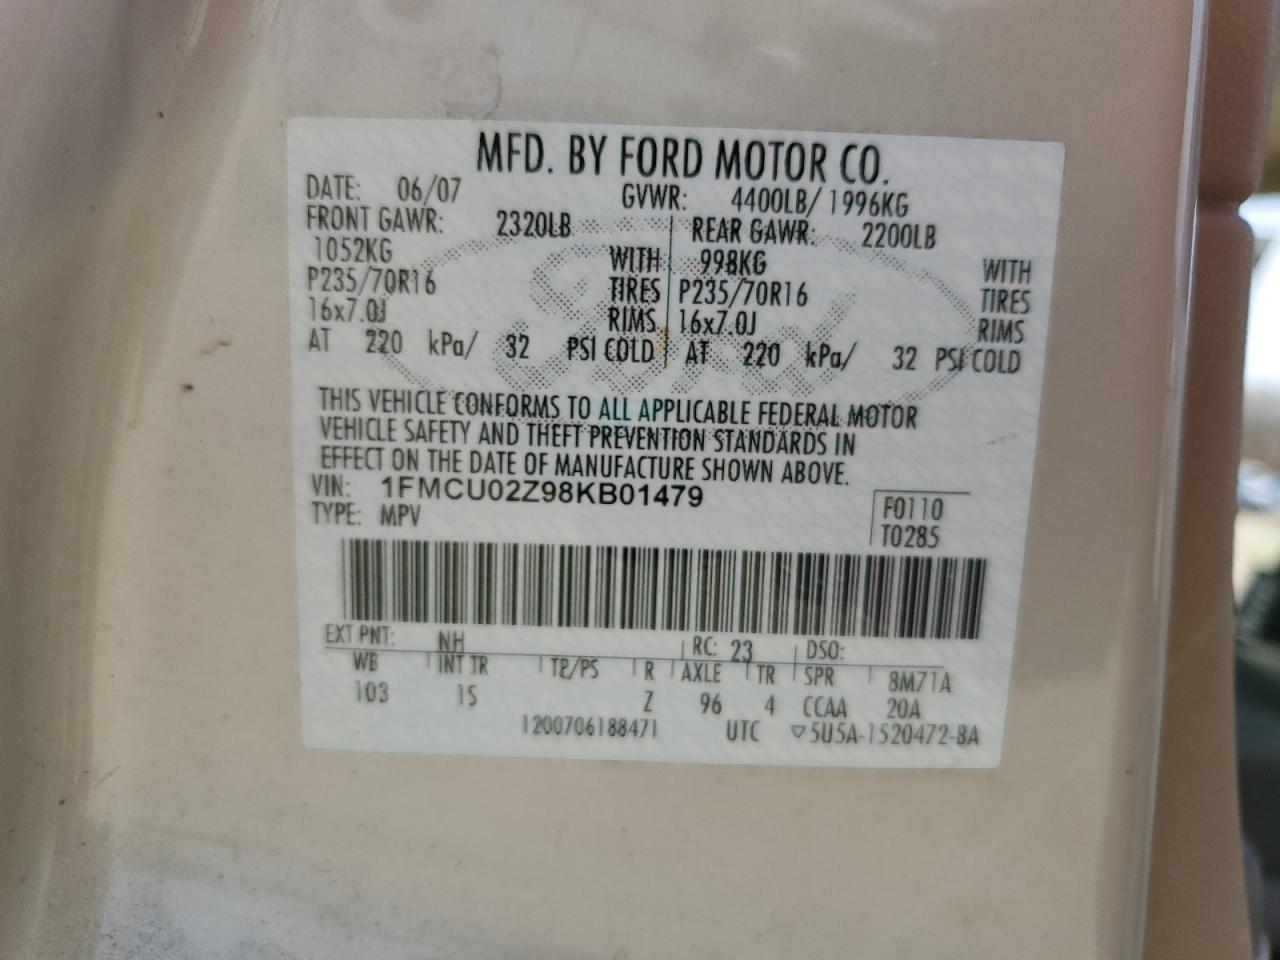 MFD. BY FORD MOTOR CO.
DATE: 06/07 GVWR: 4400LB/ 1996KG
FRONT GAWR: 2320LB REAR GAWR: 2200LB
1052KG WITH 998KG WITH
P235/70R16 TIRES P235/70R16 TIRES
16x7.0J RIMS 16x7.0J RIMS
AT 220 kPa/ 32 PSI COLD AT 220 kPa/ 32 PSI COLD
THIS VEHICLE CONFORMS TO ALL APPLICABLE FEDERAL MOTOR
VEHICLE SAFETY AND THEFT PREVENTION STANDARDS IN
EFFECT ON THE DATE OF MANUFACTURE SHOWN ABOVE.
VIN: 1FMCU02Z98KB01479 F0110
TYPE: MPV T0285
EXT PNT: NH RC: 23 DSO:
WB INT TR TP/PS R AXLE TR SPR 8M71A
103 1S Z 96 4 CCAA 20A
1200706188471 UTC ▽5U5A-1520472-BA
Ford